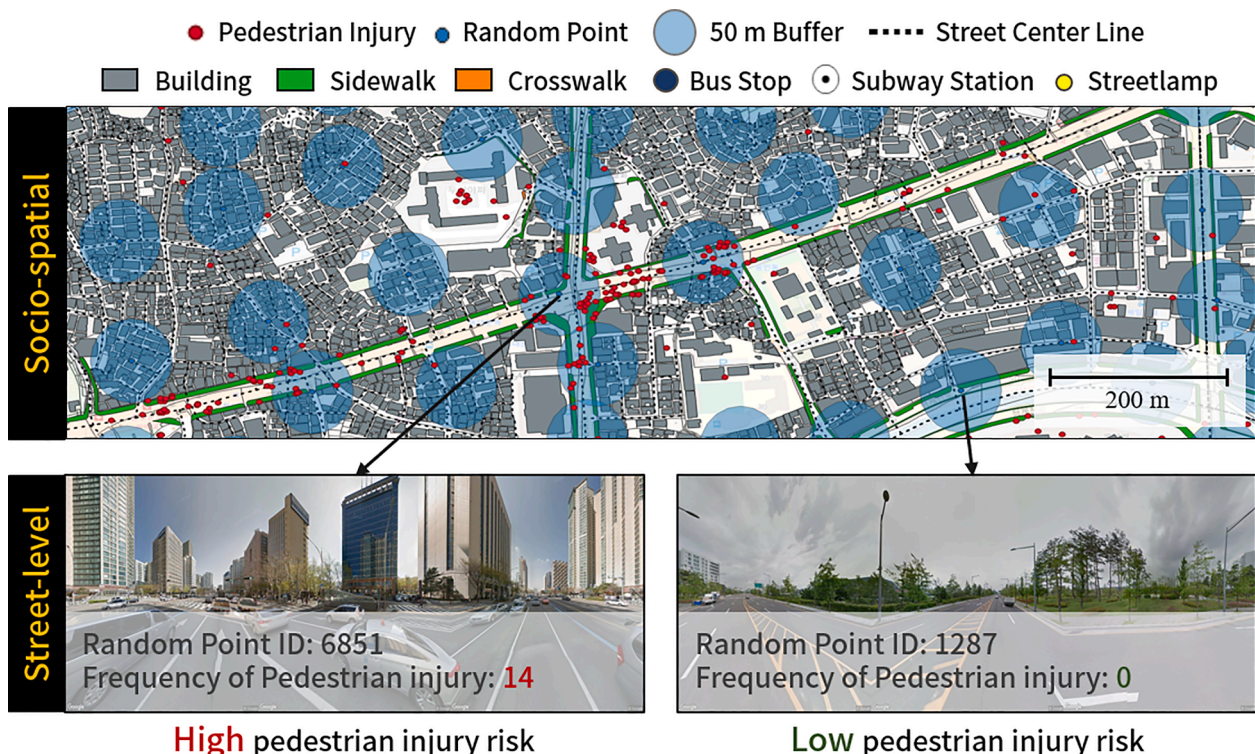 Pedestrian Injury Random Point 50 m Buffer Street Center Line
Building Sidewalk Crosswalk Bus Stop Subway Station Streetlamp
Socio-spatial
P
P
P
P
200 m
Street-level
Random Point ID: 6851
Frequency of Pedestrian injury: 14
Random Point ID: 1287
Frequency of Pedestrian injury: 0
High pedestrian injury risk
Low pedestrian injury risk